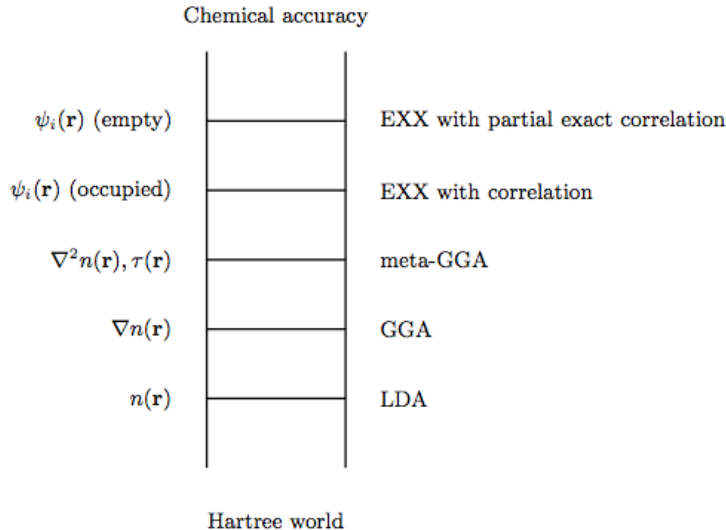 Chemical accuracy
ψᵢ(𝐫) (empty) EXX with partial exact correlation
ψᵢ(𝐫) (occupied) EXX with correlation
∇²n(𝐫), τ(𝐫) meta-GGA
∇n(𝐫) GGA
n(𝐫) LDA
Hartree world